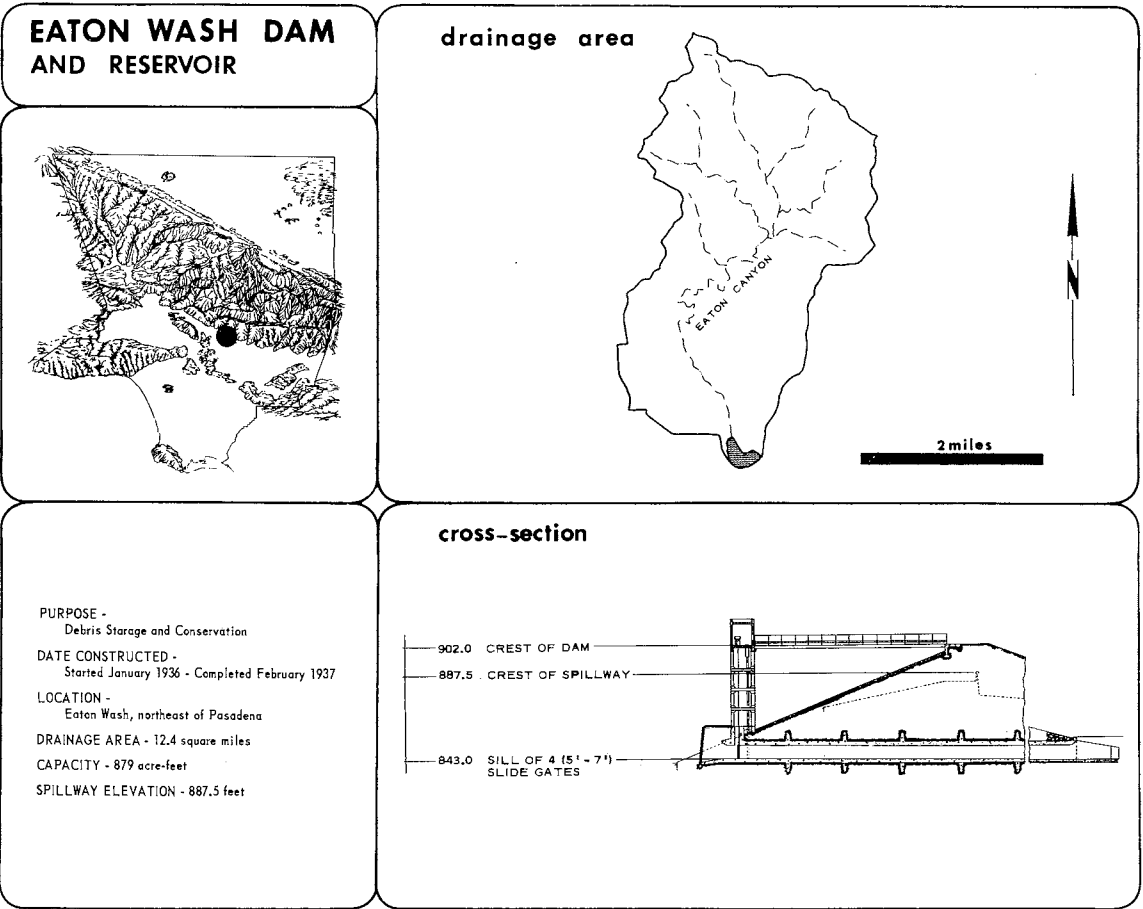 EATON WASH DAM
AND RESERVOIR
drainage area
EATON CANYON
N
2 miles
PURPOSE -
Debris Starage and Conservation
DATE CONSTRUCTED -
Started January 1936 - Completed February 1937
LOCATION -
Eaton Wash, northeast of Pasadena
DRAINAGE AREA - 12.4 square miles
CAPACITY - 879 acre-feet
SPILLWAY ELEVATION - 887.5 feet
cross-section
902.0 CREST OF DAM
887.5 CREST OF SPILLWAY
843.0 SILL OF 4 (5' - 7')
SLIDE GATES